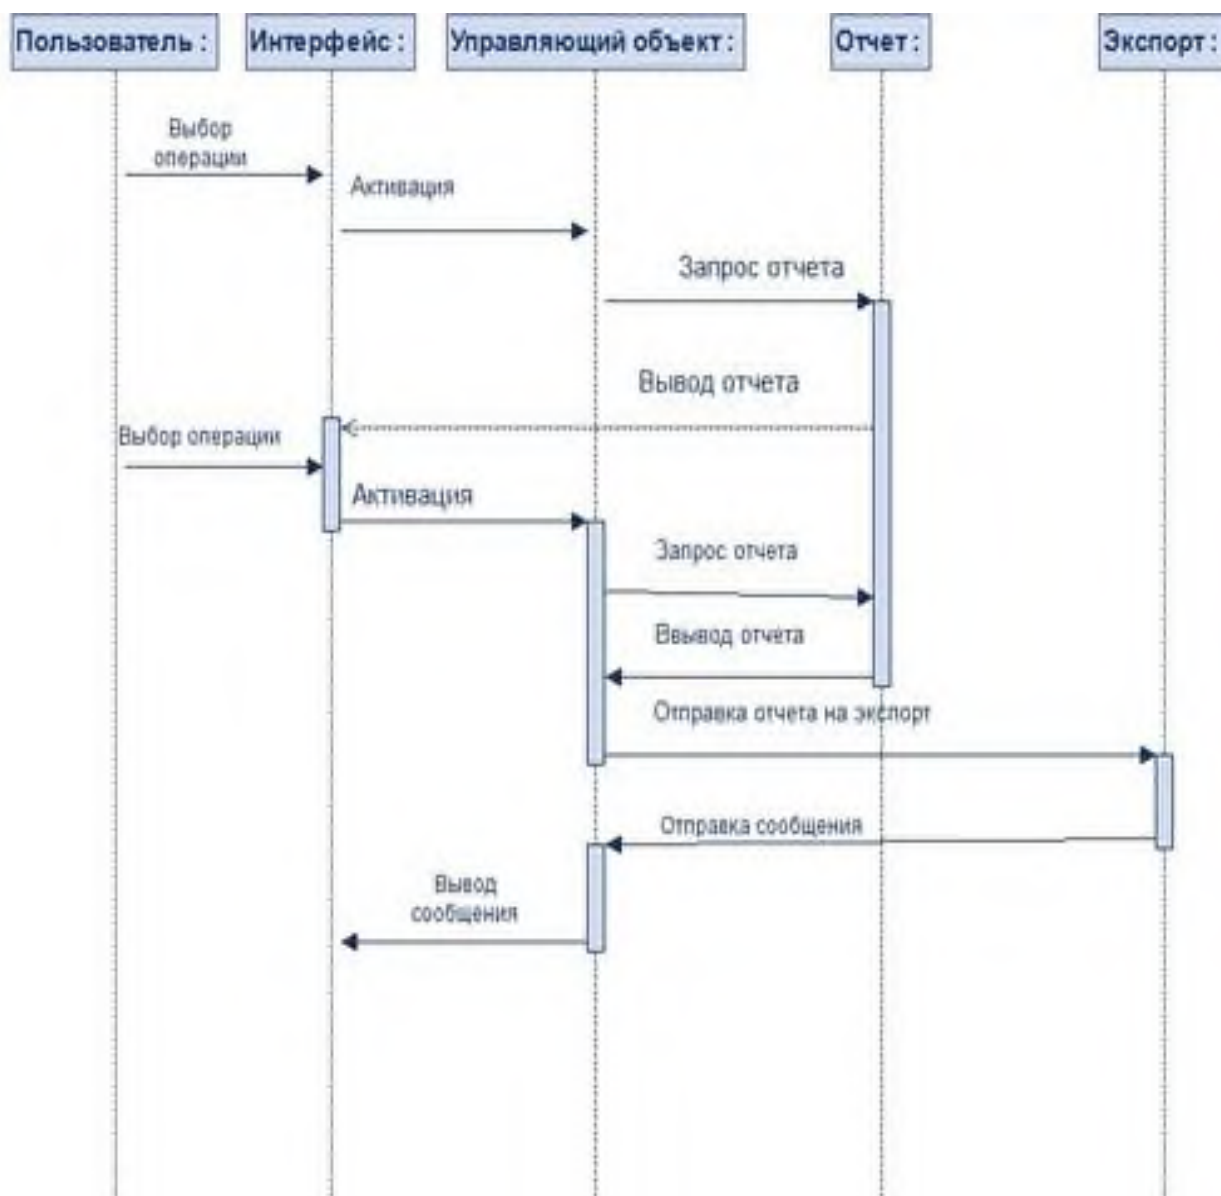 Пользователь :
Интерфейс :
Управляющий объект :
Отчет :
Экспорт :
Выбор
операции
Активация
Запрос отчета
Вывод отчета
Выбор операции
Активация
Запрос отчета
Ввывод отчета
Отправка отчета на экспорт
Отправка сообщения
Вывод
сообщения